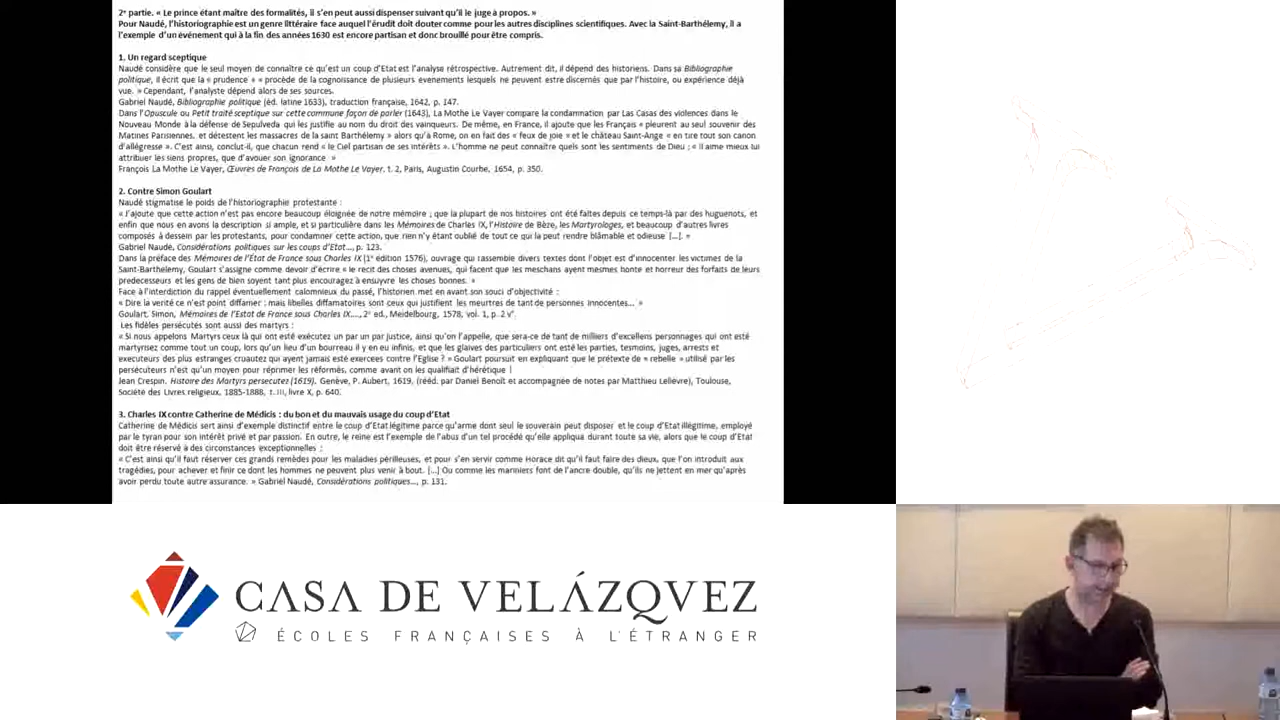 2e partie. « Le prince étant maître des formalités, il s'en peut aussi dispenser suivant qu'il le juge à propos. »
Pour Naudé, l'historiographie est un genre littéraire face auquel l'érudit doit douter comme pour les autres disciplines scientifiques. Avec la Saint-Barthélemy, il a
l'exemple d'un événement qui à la fin des années 1630 est encore partisan et donc brouillé pour être compris.
1. Un regard sceptique
Naudé considère que le seul moyen de connaître ce qu'est un coup d'Etat est l'analyse rétrospective. Autrement dit, il dépend des historiens. Dans sa Bibliographie
politique, il écrit que la « prudence » « procède de la cognoissance de plusieurs evenements lesquels ne peuvent estre discernés que par l'histoire, ou expérience déjà
vue. » Cependant, l'analyste dépend alors de ses sources.
Gabriel Naudé, Bibliographie politique (éd. latine 1633), traduction française, 1642, p. 147.
Dans l'Opuscule ou Petit traité sceptique sur cette commune façon de parler (1643), La Mothe Le Vayer compare la condamnation par Las Casas des violences dans le
Nouveau Monde à la défense de Sepulveda qui les justifie au nom du droit des vainqueurs. De même, en France, il ajoute que les Français « pleurent au seul souvenir des
Matines Parisiennes, et détestent les massacres de la saint Barthélemy » alors qu'à Rome, on en fait des « feux de joie » et le château Saint-Ange « en tire tout son canon
d'allégresse ». C'est ainsi, conclut-il, que chacun rend « le Ciel partisan de ses intérêts ». L'homme ne peut connaître quels sont les sentiments de Dieu ; « il aime mieux lui
attribuer les siens propres, que d'avouer son ignorance »
François La Mothe Le Vayer, Œuvres de François de La Mothe Le Vayer, t. 2, Paris, Augustin Courbe, 1654, p. 350.
2. Contre Simon Goulart
Naudé stigmatise le poids de l'historiographie protestante :
« J'ajoute que cette action n'est pas encore beaucoup éloignée de notre mémoire ; que la plupart de nos histoires ont été faites depuis ce temps-là par des huguenots, et
enfin que nous en avons la description si ample, et si particulière dans les Mémoires de Charles IX, l'Histoire de Bèze, les Martyrologes, et beaucoup d'autres livres
composés à dessein par les protestants, pour condamner cette action, que rien n'y étant oublié de tout ce qui la peut rendre blâmable et odieuse [...]. »
Gabriel Naudé, Considérations politiques sur les coups d'Etat..., p. 123.
Dans la préface des Mémoires de l'État de France sous Charles IX (1e édition 1576), ouvrage qui rassemble divers textes dont l'objet est d'innocenter les victimes de la
Saint-Barthélemy, Goulart s'assigne comme devoir d'écrire « le recit des choses avenues, qui facent que les meschans ayent mesmes honte et horreur des forfaits de leurs
predecesseurs et les gens de bien soyent tant plus encouragez à ensuyvre les choses bonnes. »
Face à l'interdiction du rappel éventuellement calomnieux du passé, l'historien met en avant son souci d'objectivité :
« Dire la verité ce n'est point diffamer : mais libelles diffamatoires sont ceux qui justifient les meurtres de tant de personnes innocentes... »
Goulart, Simon, Mémoires de l'Estat de France sous Charles IX...., 2e ed., Meidelbourg, 1578, vol. 1, p. 2 v°.
Les fidèles persécutés sont aussi des martyrs :
« Si nous appelons Martyrs ceux là qui ont esté exécutez un par un par justice, ainsi qu'on l'appelle, que sera-ce de tant de milliers d'excellens personnages qui ont esté
martyrisez comme tout un coup, lors qu'un lieu d'un bourreau il y en eu infinis, et que les glaives des particuliers ont esté les parties, tesmoins, juges, arrests et
executeurs des plus estranges cruautez qui ayent jamais esté exercees contre l'Eglise ? » Goulart poursuit en expliquant que le prétexte de « rebelle » utilisé par les
persécuteurs n'est qu'un moyen pour réprimer les réformés, comme avant on les qualifiait d'hérétique !
Jean Crespin. Histoire des Martyrs persecutez (1619). Genève, P. Aubert, 1619, (rééd. par Daniel Benoît et accompagnée de notes par Matthieu Lelièvre), Toulouse,
Société des Livres religieux, 1885-1888, t. III, livre X, p. 640.
3. Charles IX contre Catherine de Médicis : du bon et du mauvais usage du coup d'Etat
Catherine de Médicis sert ainsi d'exemple distinctif entre le coup d'Etat légitime parce qu'arme dont seul le souverain peut disposer et le coup d'Etat illégitime, employé
par le tyran pour son intérêt privé et par passion. En outre, le reine est l'exemple de l'abus d'un tel procédé qu'elle appliqua durant toute sa vie, alors que le coup d'Etat
doit être réservé à des circonstances exceptionnelles :
« C'est ainsi qu'il faut réserver ces grands remèdes pour les maladies périlleuses, et pour s'en servir comme Horace dit qu'il faut faire des dieux, que l'on introduit aux
tragédies, pour achever et finir ce dont les hommes ne peuvent plus venir à bout. [...] Ou comme les mariniers font de l'ancre double, qu'ils ne jettent en mer qu'après
avoir perdu toute autre assurance. » Gabriel Naudé, Considérations politiques..., p. 131.
CASA DE VELÁZQVEZ
ÉCOLES FRANÇAISES À L'ÉTRANGER